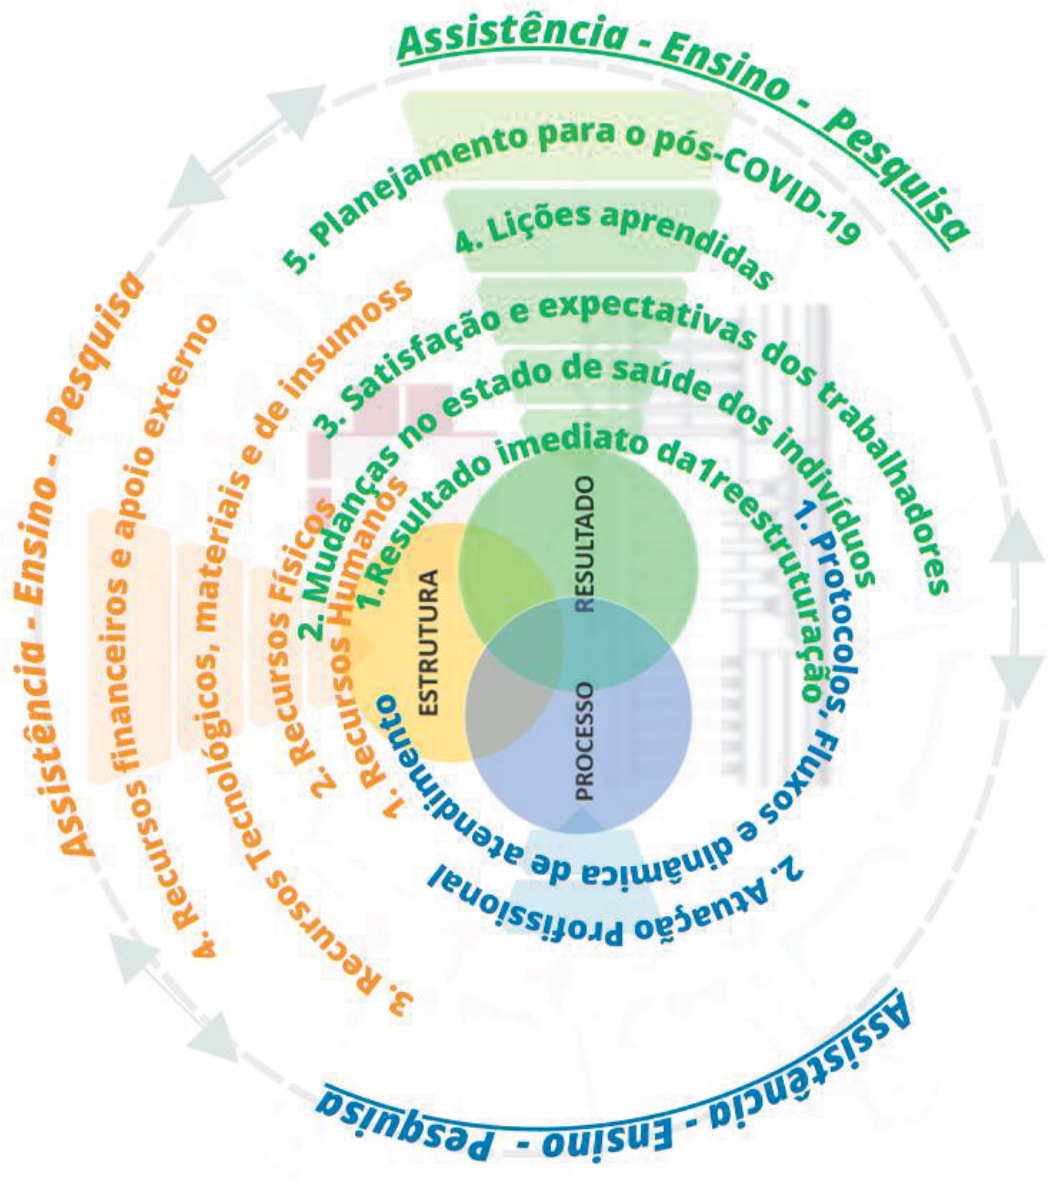 Assistência - Ensino - Pesquisa
5. Planejamento para o pós-COVID-19
4. Lições aprendidas
3. Satisfação e expectativas dos trabalhadores
2. Mudanças no estado de saúde dos indivíduos
1.Resultado imediato da1reestruturação
RESULTADO
Assistência - Ensino - Pesquisa
4. Recursos financeiros e apoio externo
3. Recursos Tecnológicos, materiais e de insumoss
2. Recursos Físicos
1. Recursos Humanos
ESTRUTURA
PROCESSO
1. Protocolos, Fluxos e dinâmica de atendimento
2. Atuação Profissional
Assistência - Ensino - Pesquisa